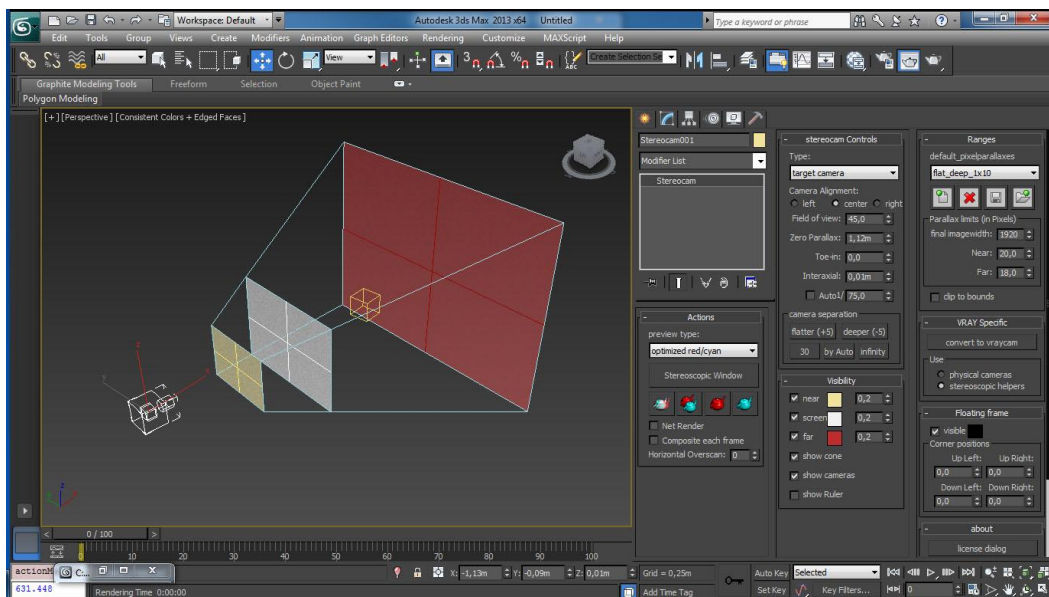 Workspace: Default
Autodesk 3ds Max 2013 x64 Untitled
Type a keyword or phrase
Edit Tools Group Views Create Modifiers Animation Graph Editors Rendering Customize MAXScript Help
All
View
Create Selection Se
Graphite Modeling Tools Freeform Selection Object Paint
Polygon Modeling
[+] [Perspective] [Consistent Colors + Edged Faces]
Stereocam001
Modifier List
Stereocam
- Actions
preview type:
optimized red/cyan
Stereoscopic Window
Net Render
Composite each frame
Horizontal Overscan: 0
- stereocam Controls
Type:
target camera
Camera Alignment:
left center right
Field of view: 45,0
Zero Parallax: 1,12m
Toe-in: 0,0
Interaxial: 0,01m
Auto1/ 75,0
camera separation
flatter (+5) deeper (-5)
30 by Auto infinity
- Visibility
near 0,2
screen 0,2
far 0,2
show cone
show cameras
show Ruler
- Ranges
default_pixelparallaxes
flat_deep_1x10
Parallax limits (in Pixels)
final imagewidth: 1920
Near: 20,0
Far: 18,0
clip to bounds
- VRAY Specific
convert to vraycam
Use
physical cameras
stereoscopic helpers
- Floating frame
visible
Corner positions
Up Left: Up Right:
0,0 0,0
Down Left: Down Right:
0,0 0,0
- about
license dialog
x
y
z
z
0 / 100
0 10 20 30 40 50 60 70 80 90 100
actionM
C:...
X: -1,13m Y: -0,09m Z: 0,01m Grid = 0,25m
Auto Key Selected
631.448
Rendering Time 0:00:00
Add Time Tag
Set Key Key Filters... 0